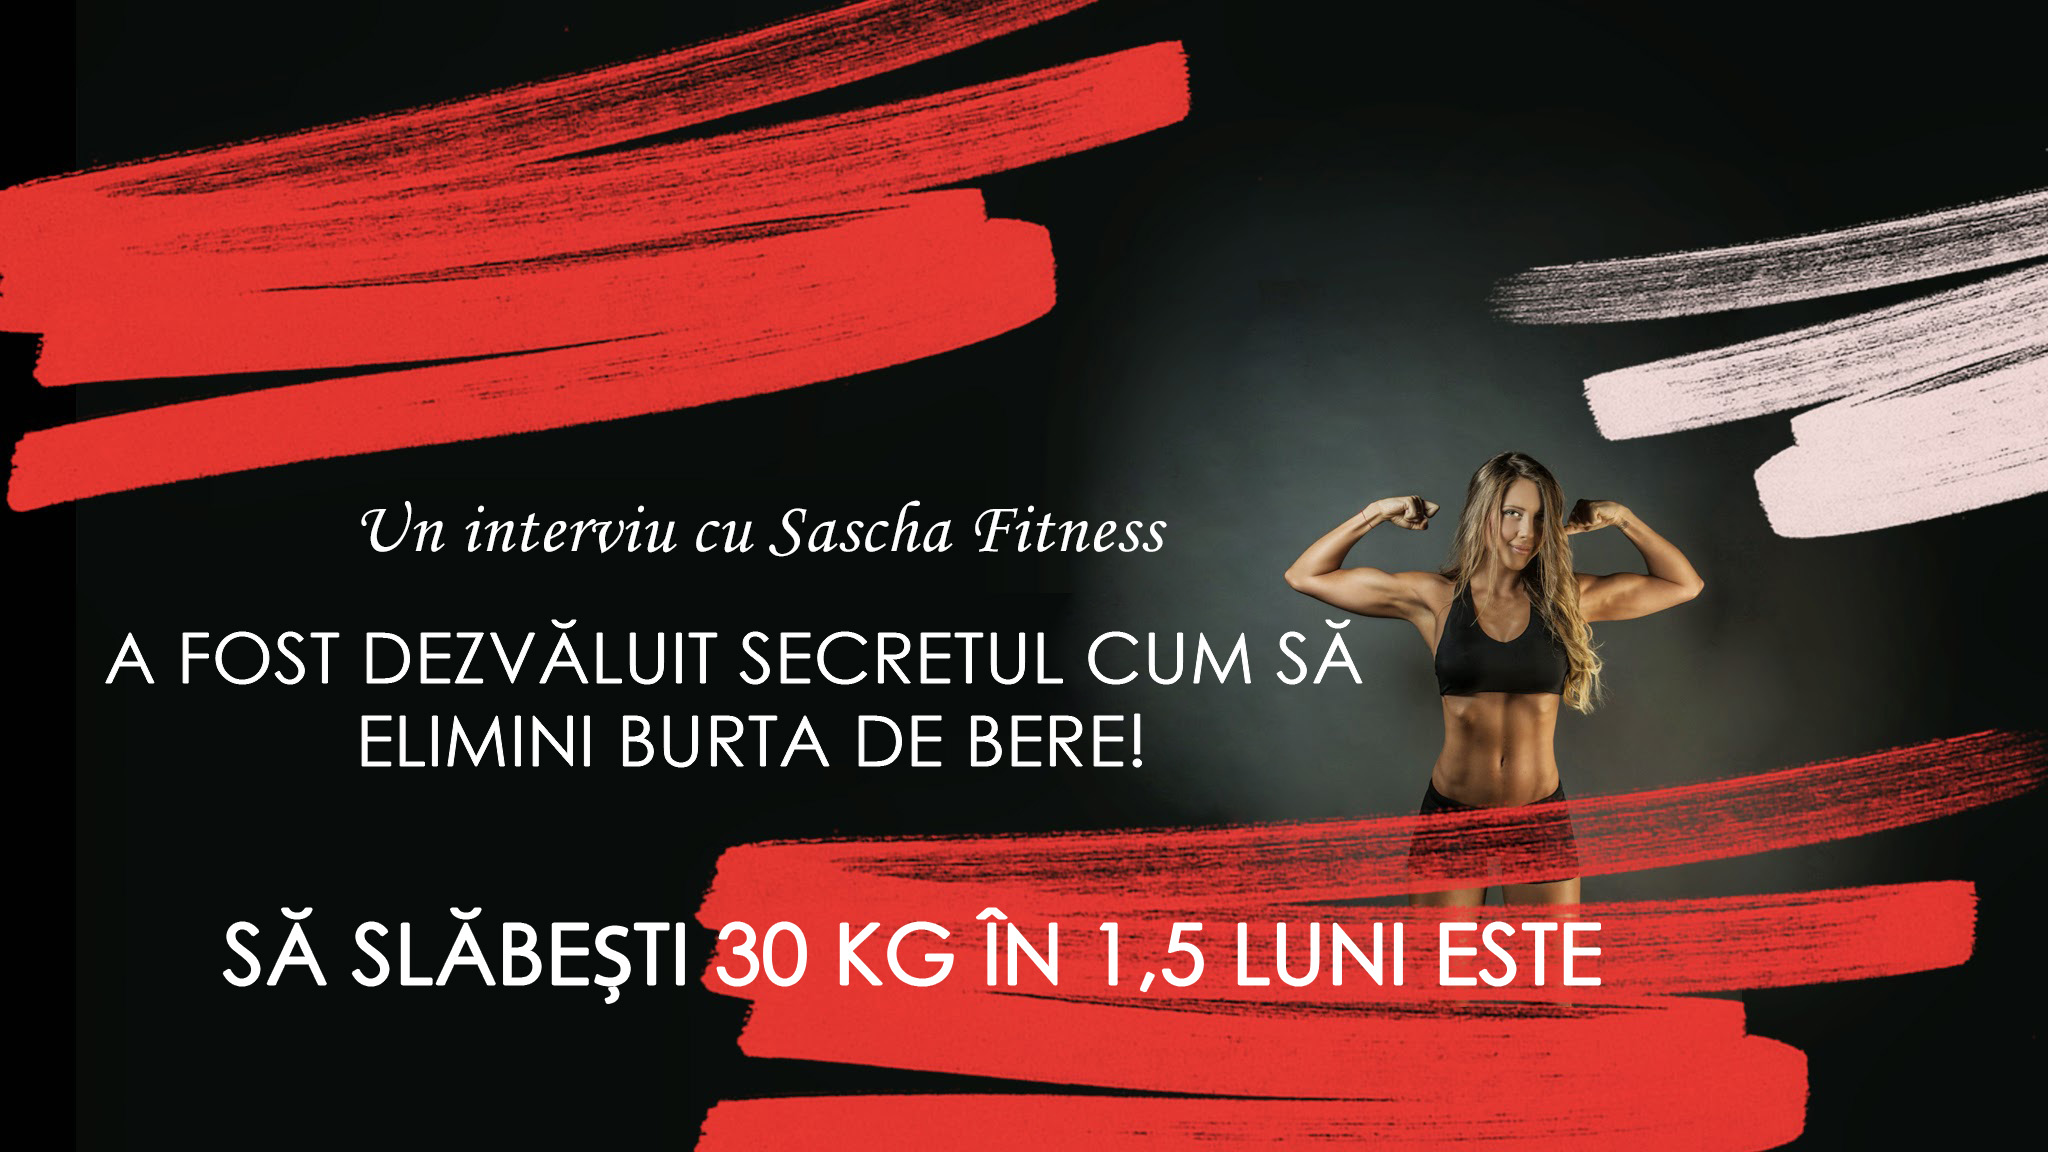 Un interviu cu Sascha Fitness
A FOST DEZVĂLUIT SECRETUL CUM SĂ
ELIMINI BURTA DE BERE!
SĂ SLĂBEȘTI 30 KG ÎN 1,5 LUNI ESTE